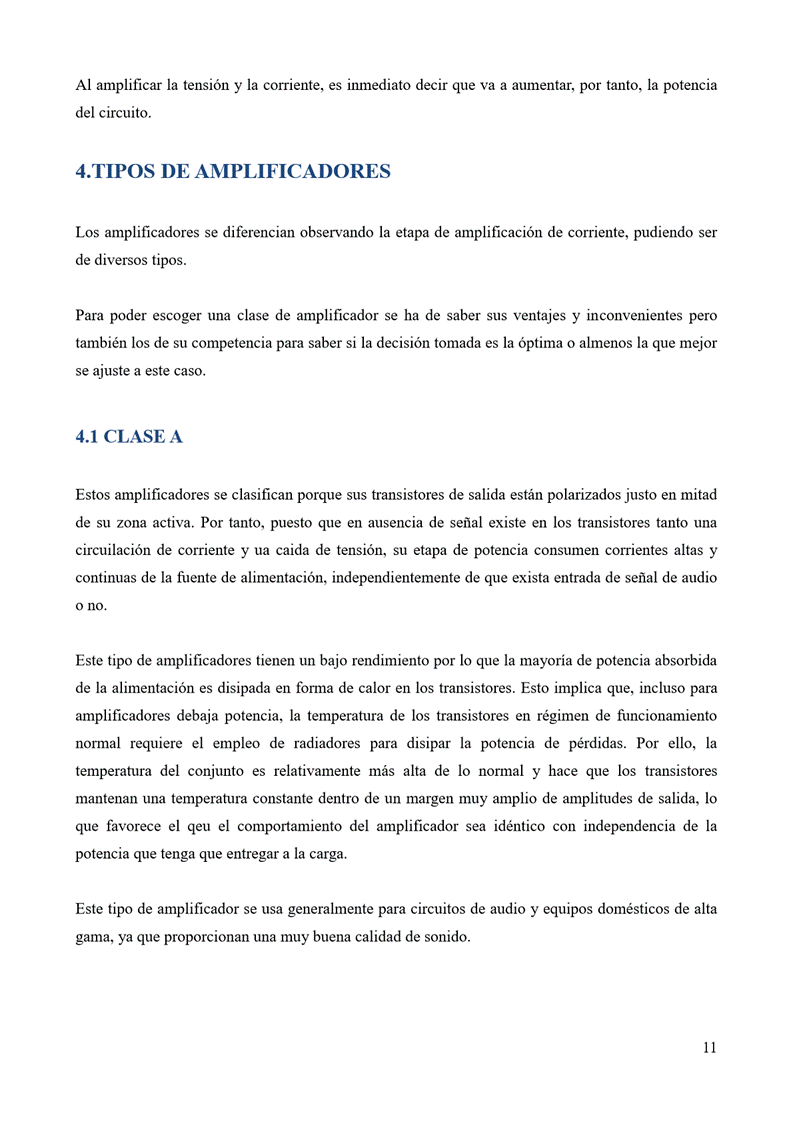 Al amplificar la tensión y la corriente, es inmediato decir que va a aumentar, por tanto, la potencia
del circuito.
4.TIPOS DE AMPLIFICADORES
Los amplificadores se diferencian observando la etapa de amplificación de corriente, pudiendo ser
de diversos tipos.
Para poder escoger una clase de amplificador se ha de saber sus ventajes y inconvenientes pero
también los de su competencia para saber si la decisión tomada es la óptima o almenos la que mejor
se ajuste a este caso.
4.1 CLASE A
Estos amplificadores se clasifican porque sus transistores de salida están polarizados justo en mitad
de su zona activa. Por tanto, puesto que en ausencia de señal existe en los transistores tanto una
circuilación de corriente y ua caida de tensión, su etapa de potencia consumen corrientes altas y
continuas de la fuente de alimentación, independientemente de que exista entrada de señal de audio
o no.
Este tipo de amplificadores tienen un bajo rendimiento por lo que la mayoría de potencia absorbida
de la alimentación es disipada en forma de calor en los transistores. Esto implica que, incluso para
amplificadores debaja potencia, la temperatura de los transistores en régimen de funcionamiento
normal requiere el empleo de radiadores para disipar la potencia de pérdidas. Por ello, la
temperatura del conjunto es relativamente más alta de lo normal y hace que los transistores
mantenan una temperatura constante dentro de un margen muy amplio de amplitudes de salida, lo
que favorece el qeu el comportamiento del amplificador sea idéntico con independencia de la
potencia que tenga que entregar a la carga.
Este tipo de amplificador se usa generalmente para circuitos de audio y equipos domésticos de alta
gama, ya que proporcionan una muy buena calidad de sonido.
11